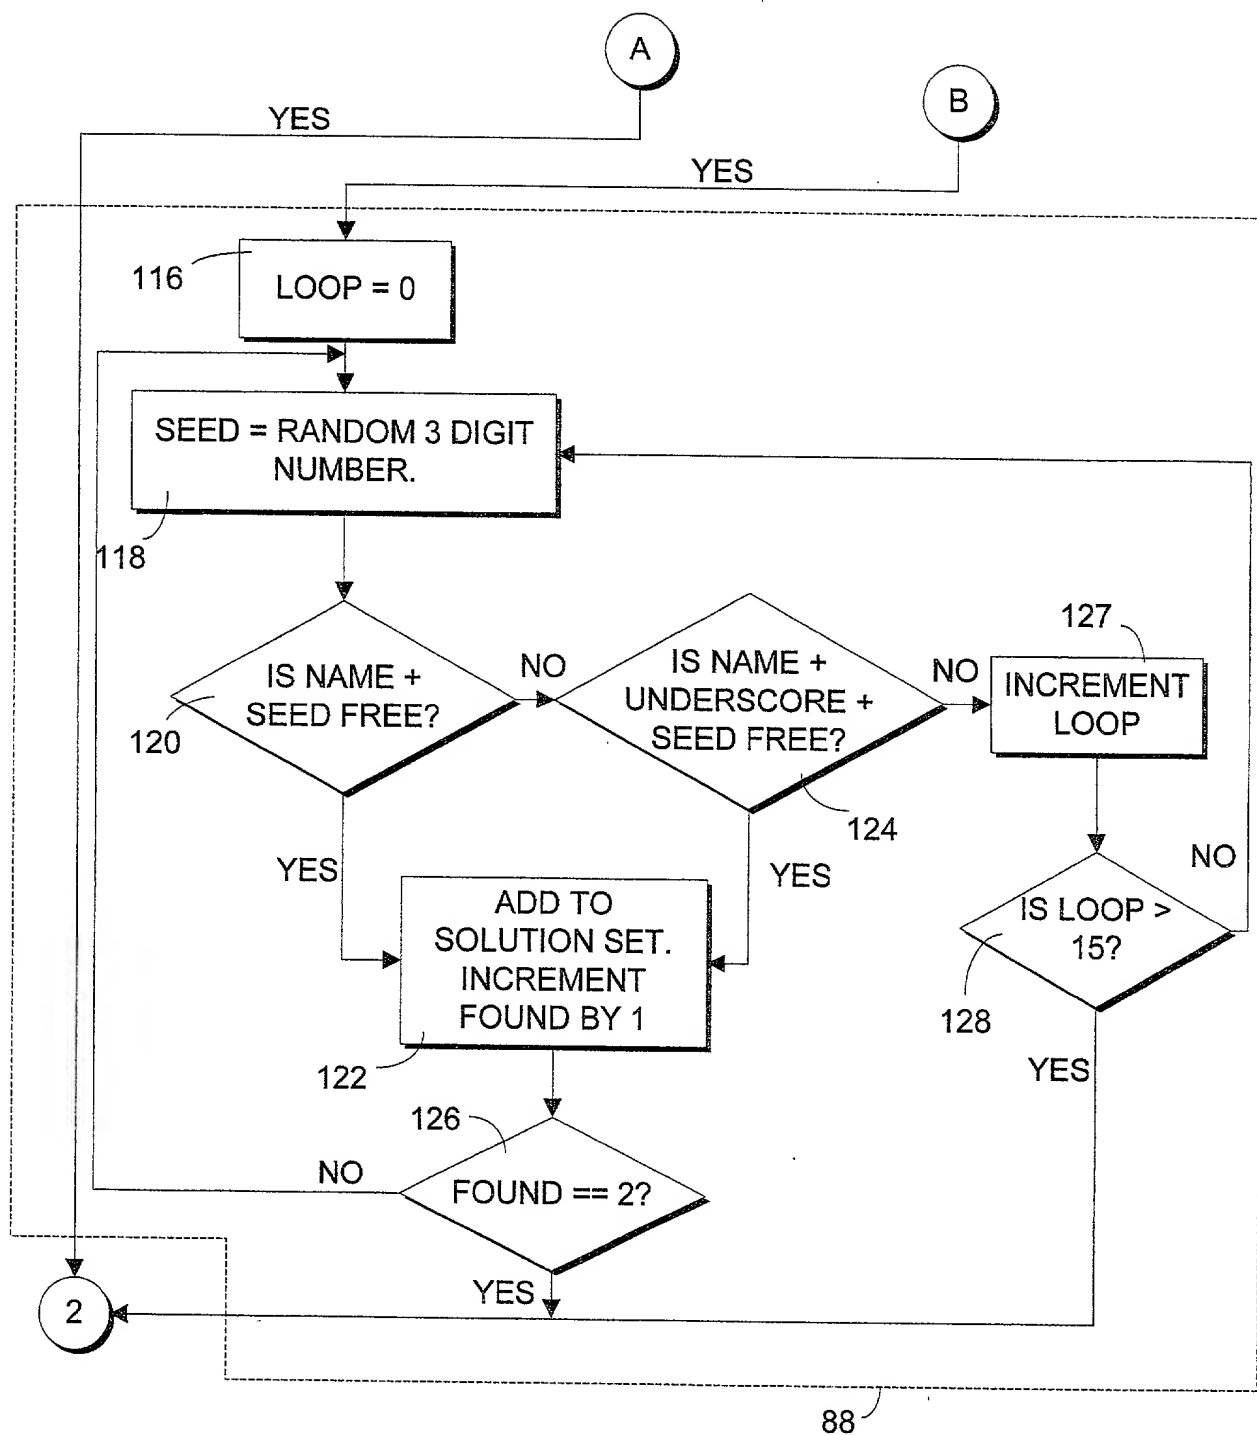 A
B
YES
YES
116
LOOP = 0
SEED = RANDOM 3 DIGIT
NUMBER.
118
IS NAME +
SEED FREE?
120
NO
IS NAME +
UNDERSCORE +
SEED FREE?
124
NO
127
INCREMENT
LOOP
YES
YES
NO
IS LOOP >
15?
128
ADD TO
SOLUTION SET.
INCREMENT
FOUND BY 1
122
YES
126
NO
FOUND == 2?
YES
2
88